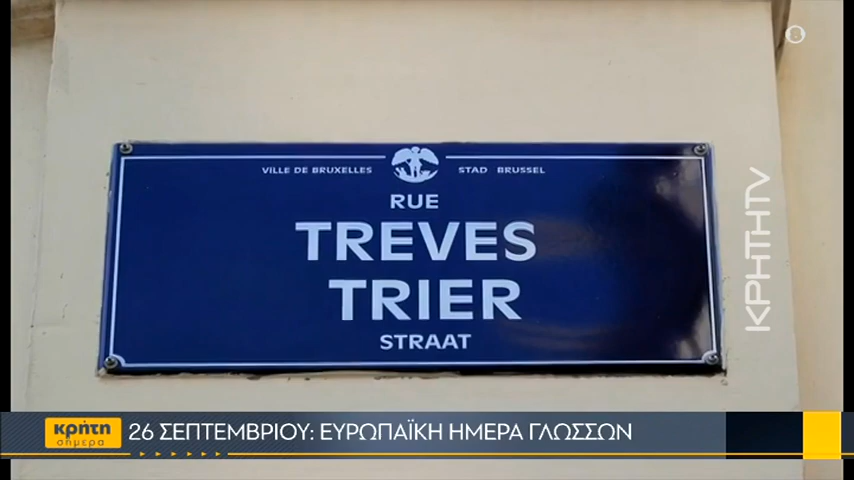 VILLE DE BRUXELLES STAD BRUSSEL
RUE
TREVES
TRIER
STRAAT
ΚΡΗΤΗTV
κρήτη
σήμερα
26 ΣΕΠΤΕΜΒΡΙΟΥ: ΕΥΡΩΠΑΪΚΗ ΗΜΕΡΑ ΓΛΩΣΣΩΝ